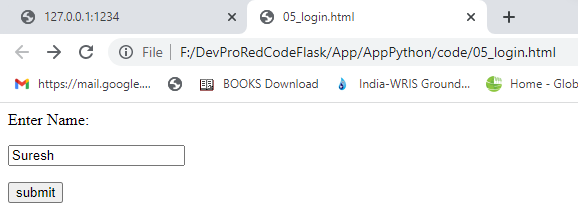 127.0.0.1:1234
05_login.html
File F:/DevProRedCodeFlask/App/AppPython/code/05_login.html
https://mail.google.... BOOKS Download India-WRIS Ground... Home - Glob
Enter Name:
Suresh
submit